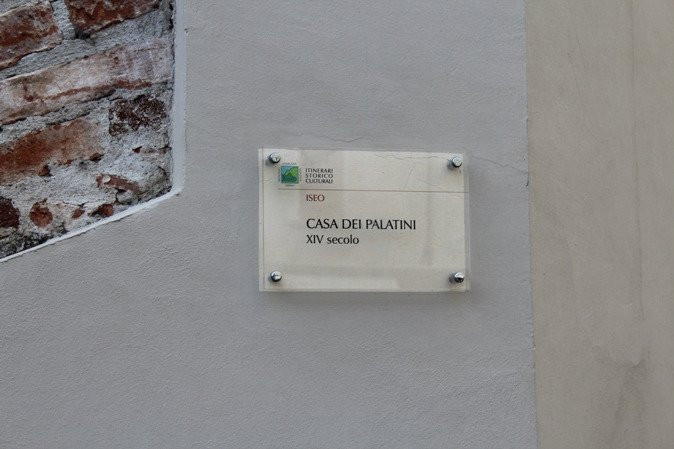 ITINERARI
STORICO
CULTURALI
ISEO
CASA DEI PALATINI
XIV secolo